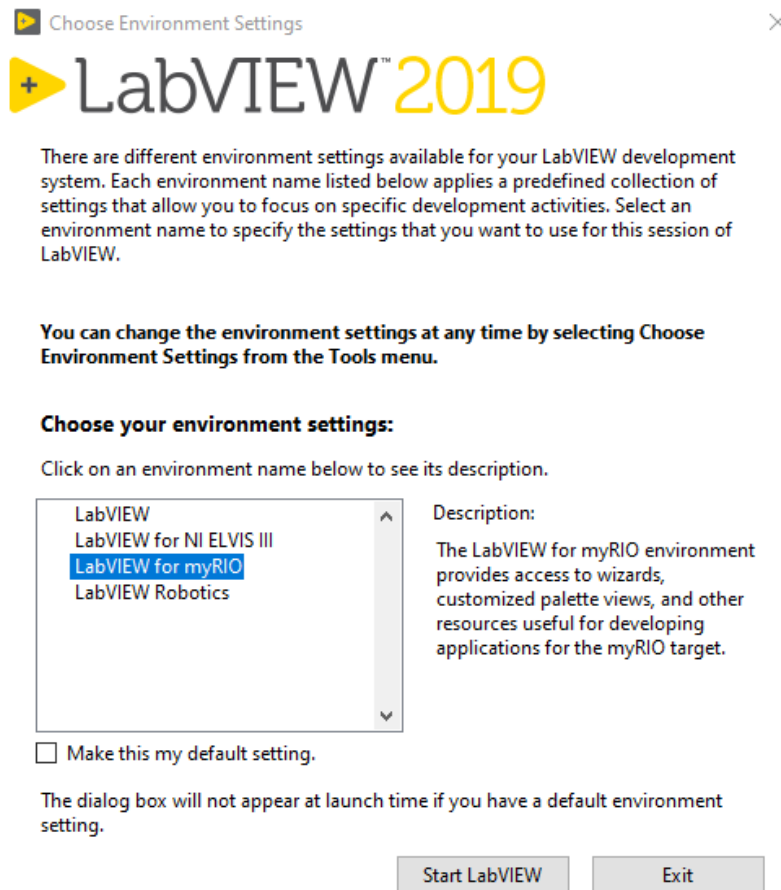 Choose Environment Settings
LabVIEW™ 2019
There are different environment settings available for your LabVIEW development
system. Each environment name listed below applies a predefined collection of
settings that allow you to focus on specific development activities. Select an
environment name to specify the settings that you want to use for this session of
LabVIEW.
You can change the environment settings at any time by selecting Choose
Environment Settings from the Tools menu.
Choose your environment settings:
Click on an environment name below to see its description.
LabVIEW
LabVIEW for NI ELVIS III
LabVIEW for myRIO
LabVIEW Robotics
Description:
The LabVIEW for myRIO environment
provides access to wizards,
customized palette views, and other
resources useful for developing
applications for the myRIO target.
Make this my default setting.
The dialog box will not appear at launch time if you have a default environment
setting.
Start LabVIEW
Exit